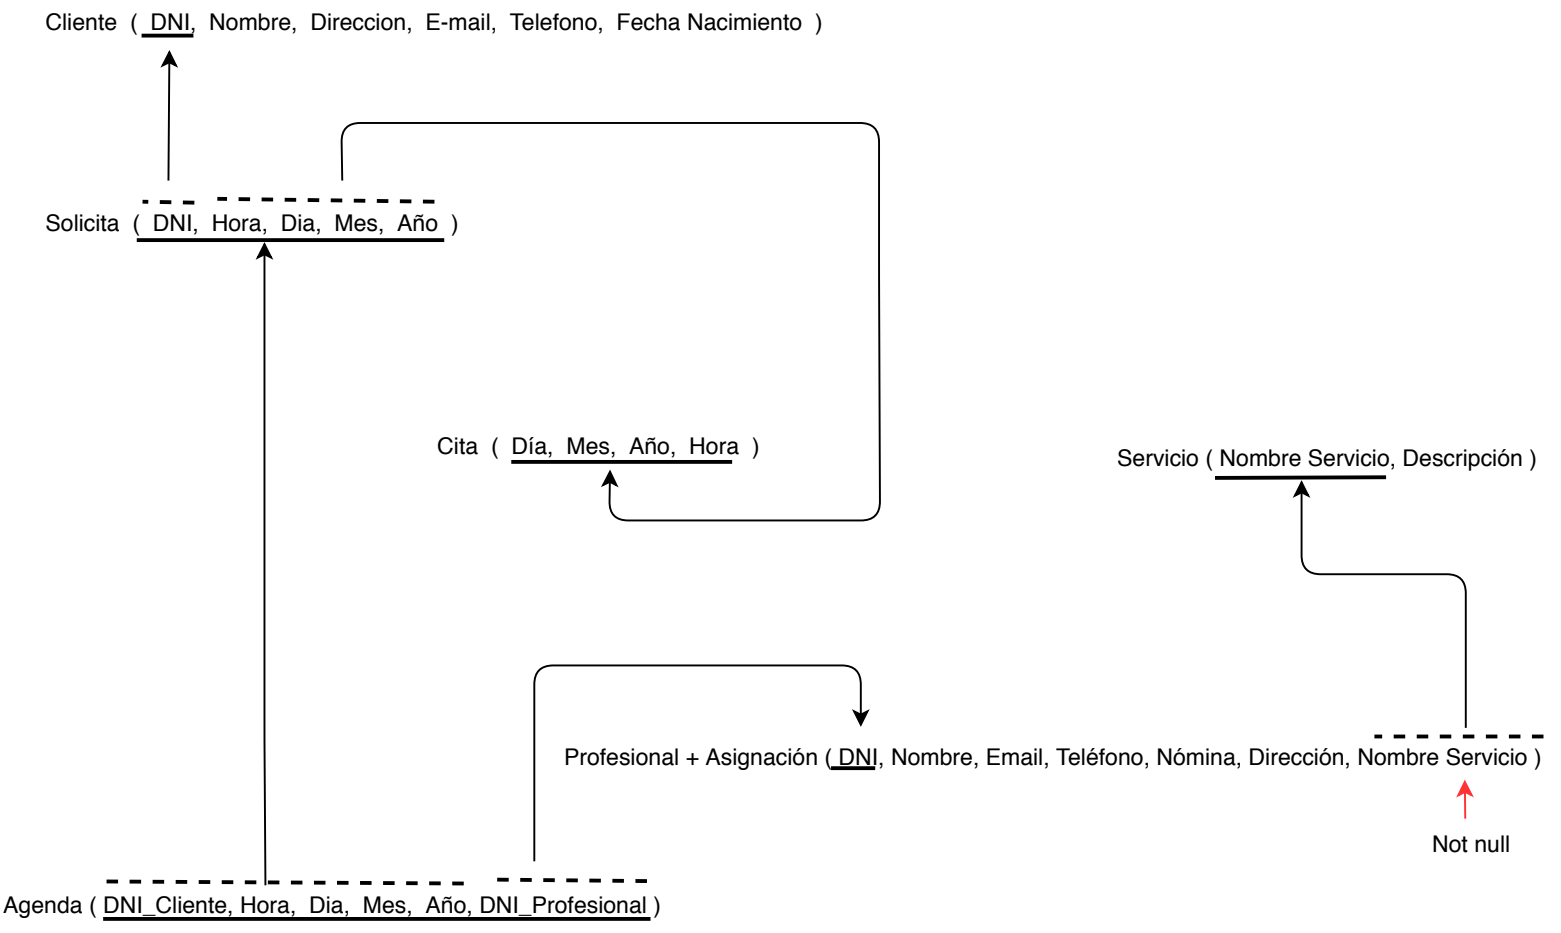 Cliente ( DNI, Nombre, Direccion, E-mail, Telefono, Fecha Nacimiento )
Solicita ( DNI, Hora, Dia, Mes, Año )
Cita ( Día, Mes, Año, Hora )
Servicio ( Nombre Servicio, Descripción )
Profesional + Asignación ( DNI, Nombre, Email, Teléfono, Nómina, Dirección, Nombre Servicio )
Not null
Agenda ( DNI_Cliente, Hora, Dia, Mes, Año, DNI_Profesional )